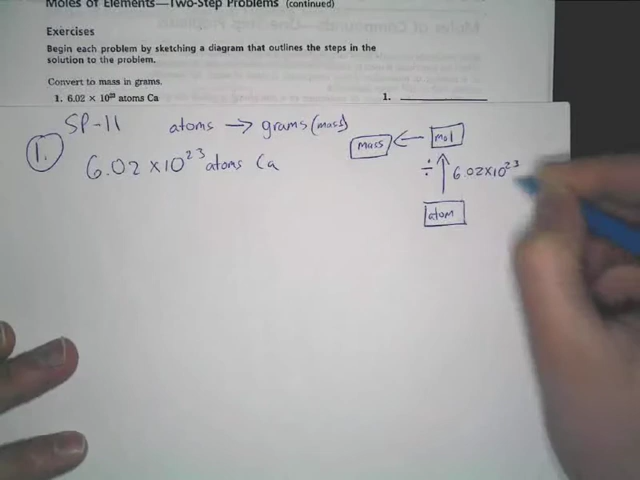 Moles of Elements—Two-Step Problems (continued)
Exercises
Begin each problem by sketching a diagram that outlines the steps in the
solution to the problem.
Convert to mass in grams.
1. 6.02 × 10²³ atoms Ca 1.
SP-11 atoms → grams (mass)
1. 6.02 × 10²³ atoms Ca
mass ← mol
÷ ↑ 6.02×10²³
atom